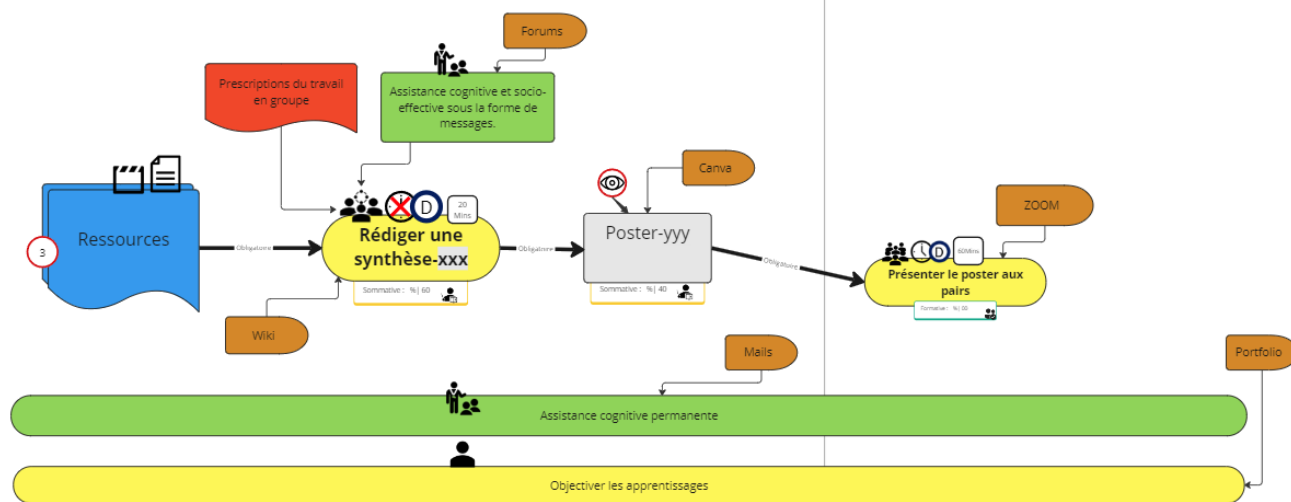 Forums
Prescriptions du travail
en groupe
Assistance cognitive et socio-
effective sous la forme de
messages.
Canva
ZOOM
3
Ressources
Obligatoire
D
20
Mins
Rédiger une
synthèse-xxx
Sommative : %| 60
Obligatoire
Poster-yyy
Sommative : %| 40
Obligatoire
D
60Mins
Présenter le poster aux
pairs
Formative : %| 00
Wiki
Mails
Portfolio
Assistance cognitive permanente
Objectiver les apprentissages